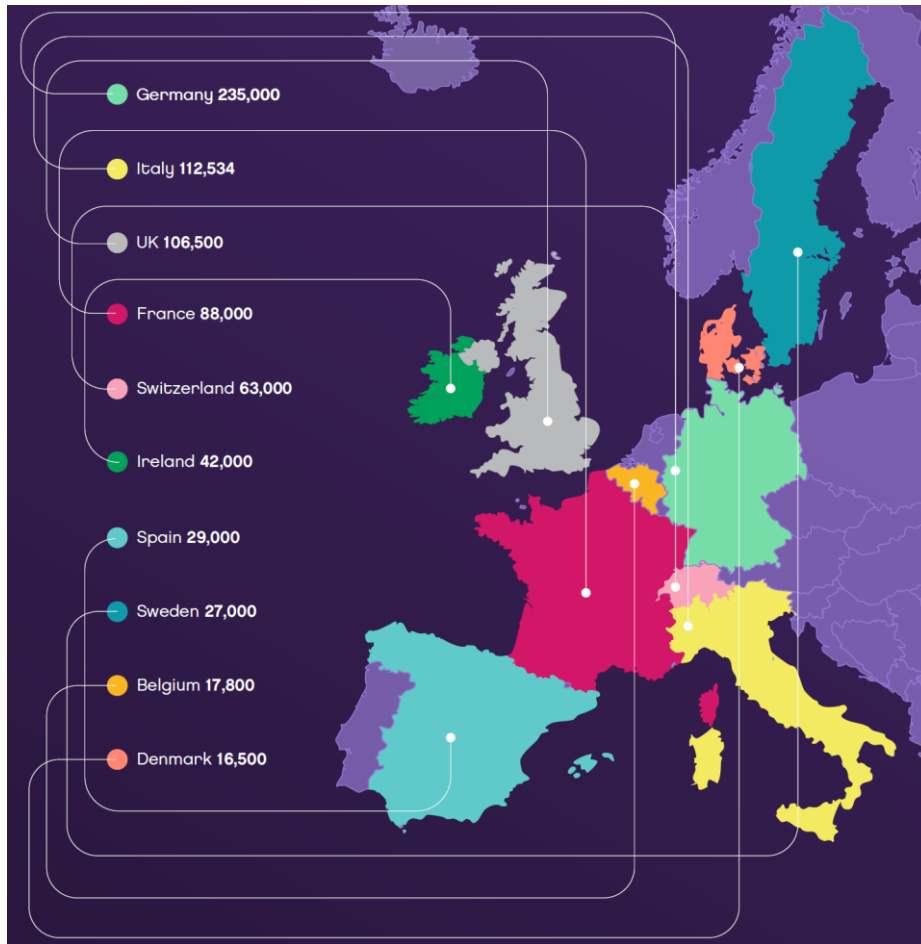 Germany 235,000
Italy 112,534
UK 106,500
France 88,000
Switzerland 63,000
Ireland 42,000
Spain 29,000
Sweden 27,000
Belgium 17,800
Denmark 16,500